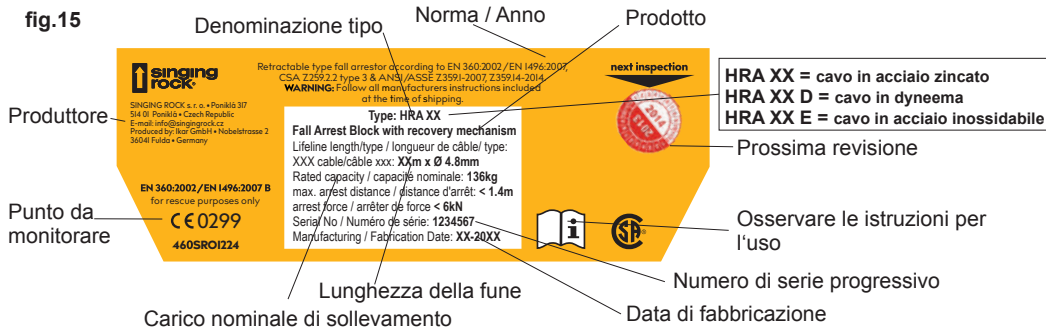 fig.15
Denominazione tipo
Norma / Anno
Prodotto
singing
rock®
Retractable type fall arrestor according to EN 360:2002/EN 1496:2007,
CSA Z259.2.2 type 3 & ANSI/ASSE Z359.1-2007, Z359.14-2014
WARNING: Follow all manufacturers instructions included
at the time of shipping.
next inspection
2014
2013
HRA XX = cavo in acciaio zincato
HRA XX D = cavo in dyneema
HRA XX E = cavo in acciaio inossidabile
Produttore
SINGING ROCK s. r. o. • Poniklá 317
514 01 Poniklá • Czech Republic
E-mail: info@singingrock.cz
Produced by: Ikar GmbH • Nobelstrasse 2
36041 Fulda • Germany
Type: HRA XX
Fall Arrest Block with recovery mechanism
Lifeline length/type / longueur de câble/ type:
XXX cable/câble xxx: XXm x Ø 4.8mm
Rated capacity / capacité nominale: 136kg
max. arrest distance / distance d'arrêt: < 1.4m
arrest force / arrêter de force < 6kN
Serial No / Numéro de série: 1234567
Manufacturing / Fabrication Date: XX-20XX
Prossima revisione
EN 360:2002/EN 1496:2007 B
for rescue purposes only
CE 0299
460SR01224
Punto da
monitorare
i
CSA®
Osservare le istruzioni per
l'uso
Numero di serie progressivo
Lunghezza della fune
Data di fabbricazione
Carico nominale di sollevamento